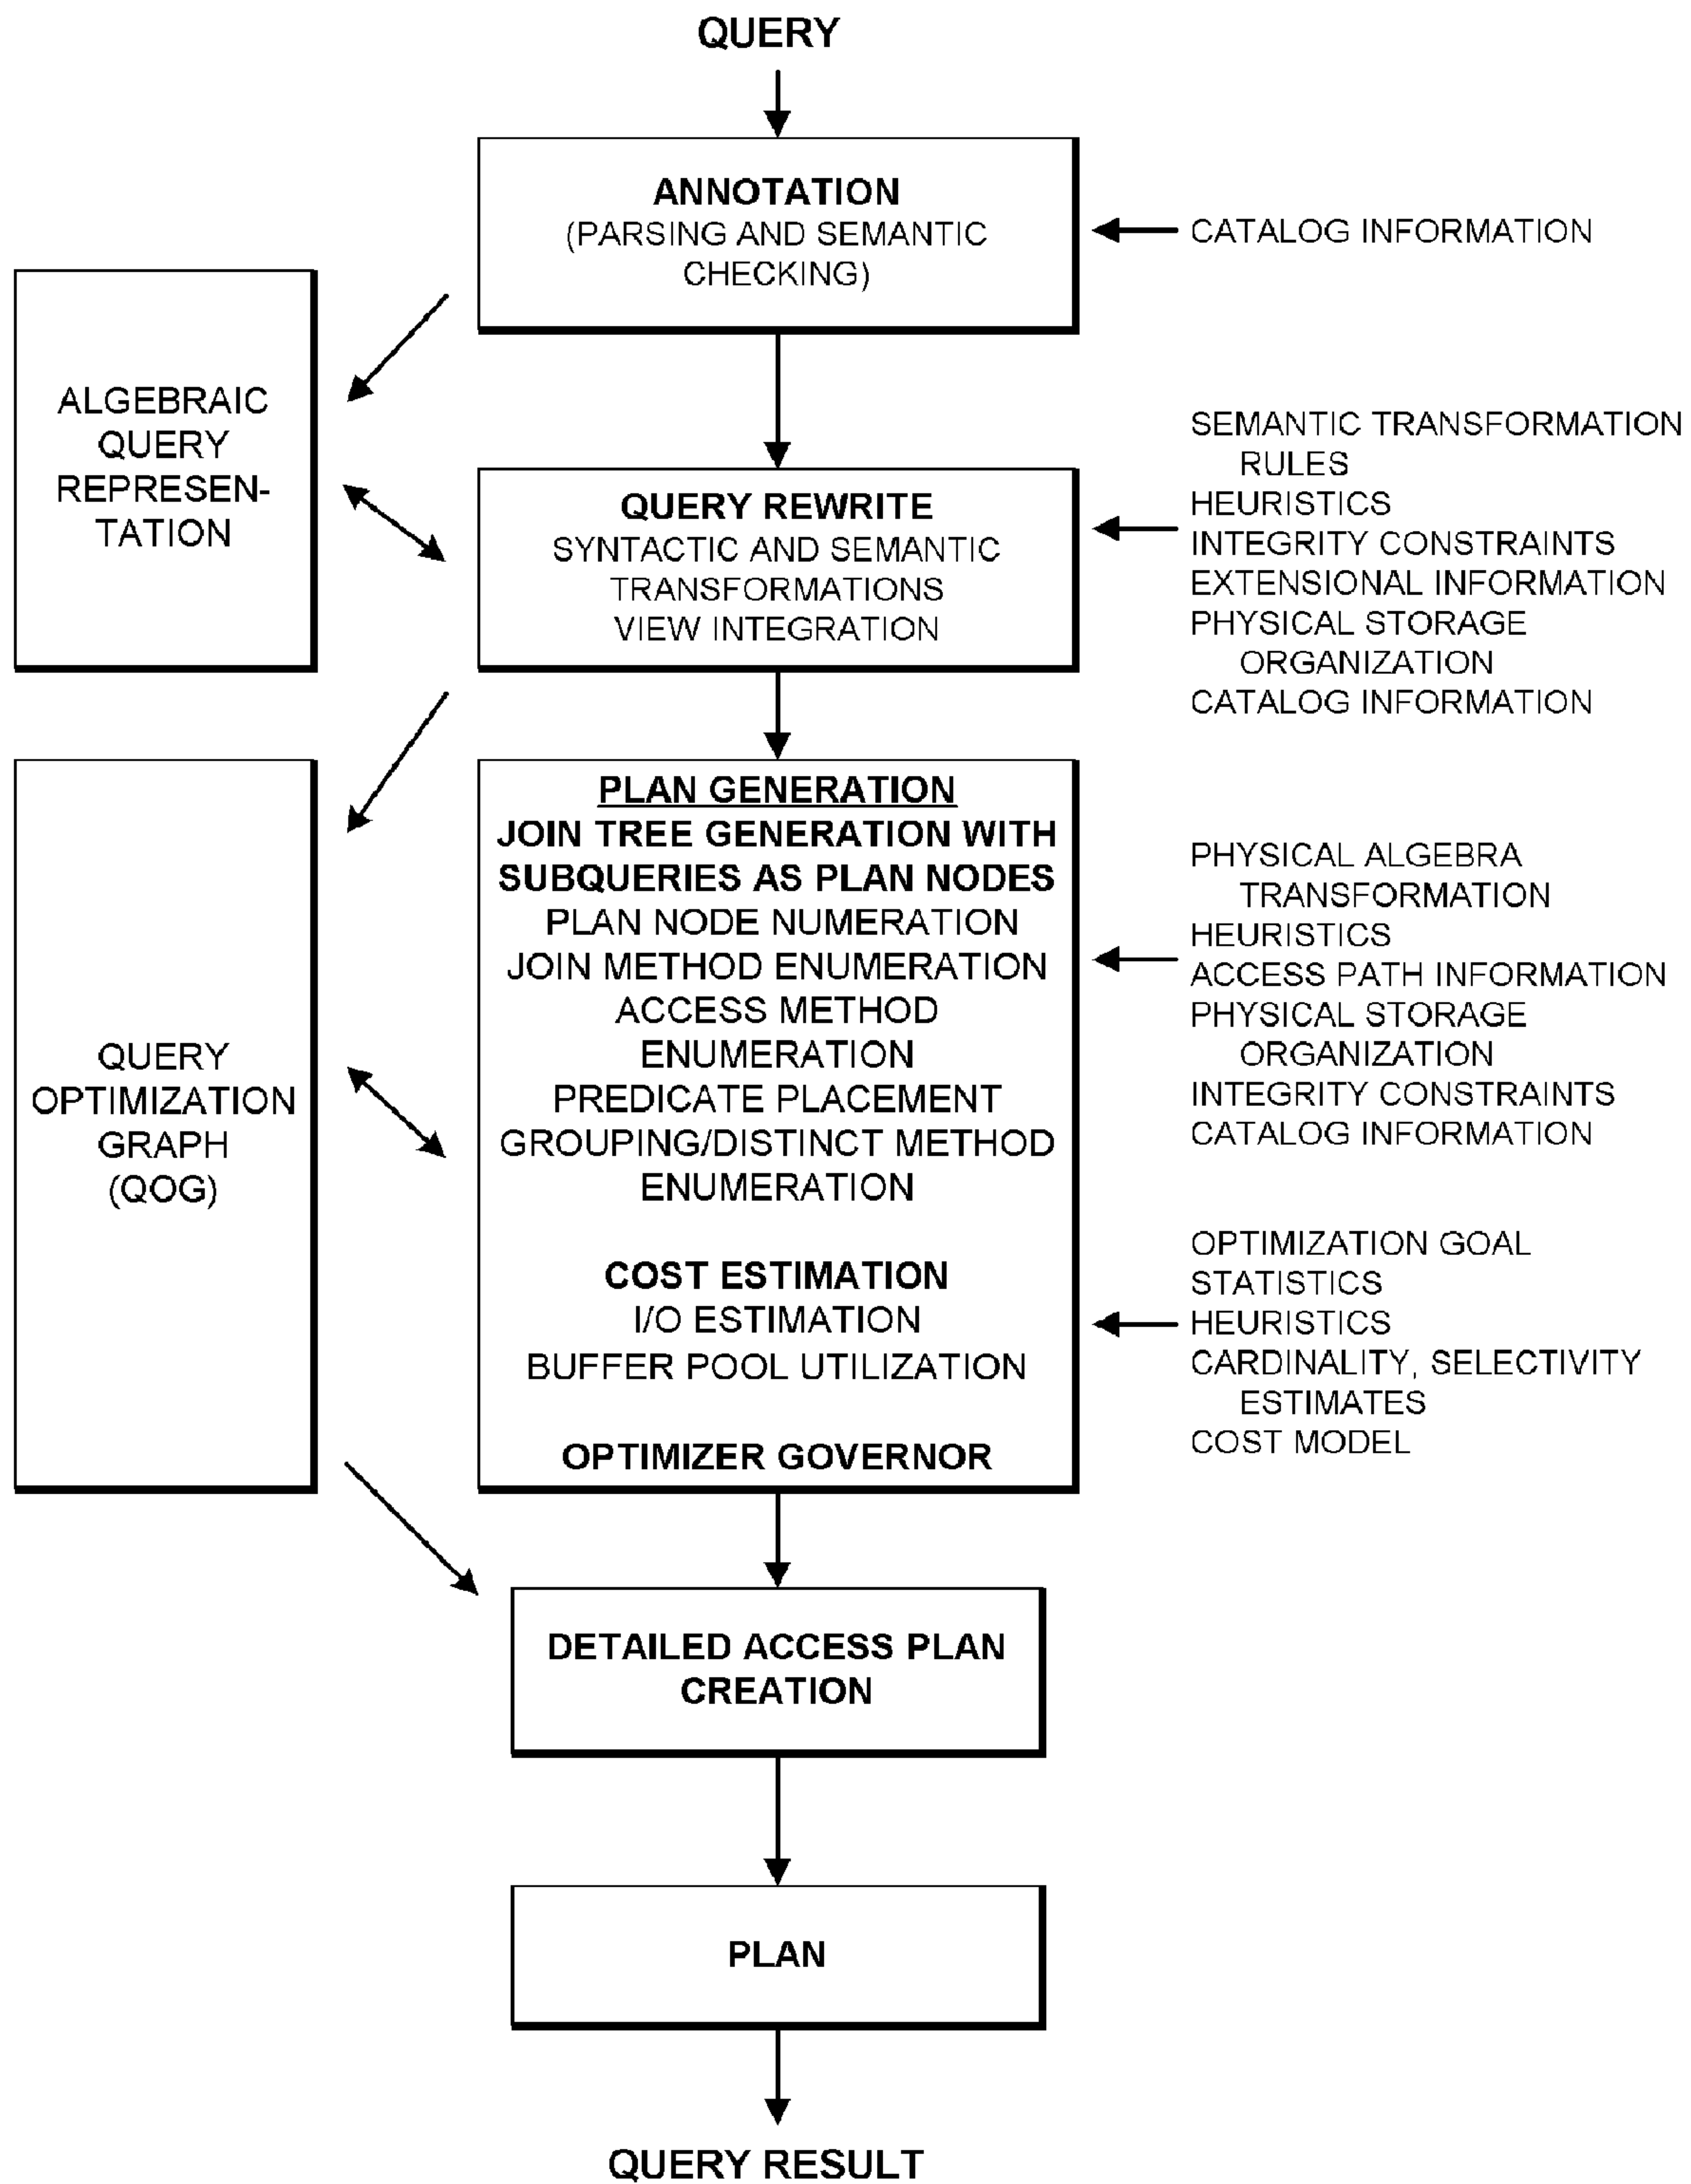 QUERY
ANNOTATION
(PARSING AND SEMANTIC
CHECKING)
CATALOG INFORMATION
ALGEBRAIC
QUERY
REPRESEN-
TATION
QUERY REWRITE
SYNTACTIC AND SEMANTIC
TRANSFORMATIONS
VIEW INTEGRATION
SEMANTIC TRANSFORMATION
RULES
HEURISTICS
INTEGRITY CONSTRAINTS
EXTENSIONAL INFORMATION
PHYSICAL STORAGE
ORGANIZATION
CATALOG INFORMATION
QUERY
OPTIMIZATION
GRAPH
(QOG)
PLAN GENERATION
JOIN TREE GENERATION WITH
SUBQUERIES AS PLAN NODES
PLAN NODE NUMERATION
JOIN METHOD ENUMERATION
ACCESS METHOD
ENUMERATION
PREDICATE PLACEMENT
GROUPING/DISTINCT METHOD
ENUMERATION
COST ESTIMATION
I/O ESTIMATION
BUFFER POOL UTILIZATION
OPTIMIZER GOVERNOR
PHYSICAL ALGEBRA
TRANSFORMATION
HEURISTICS
ACCESS PATH INFORMATION
PHYSICAL STORAGE
ORGANIZATION
INTEGRITY CONSTRAINTS
CATALOG INFORMATION
OPTIMIZATION GOAL
STATISTICS
HEURISTICS
CARDINALITY, SELECTIVITY
ESTIMATES
COST MODEL
DETAILED ACCESS PLAN
CREATION
PLAN
QUERY RESULT